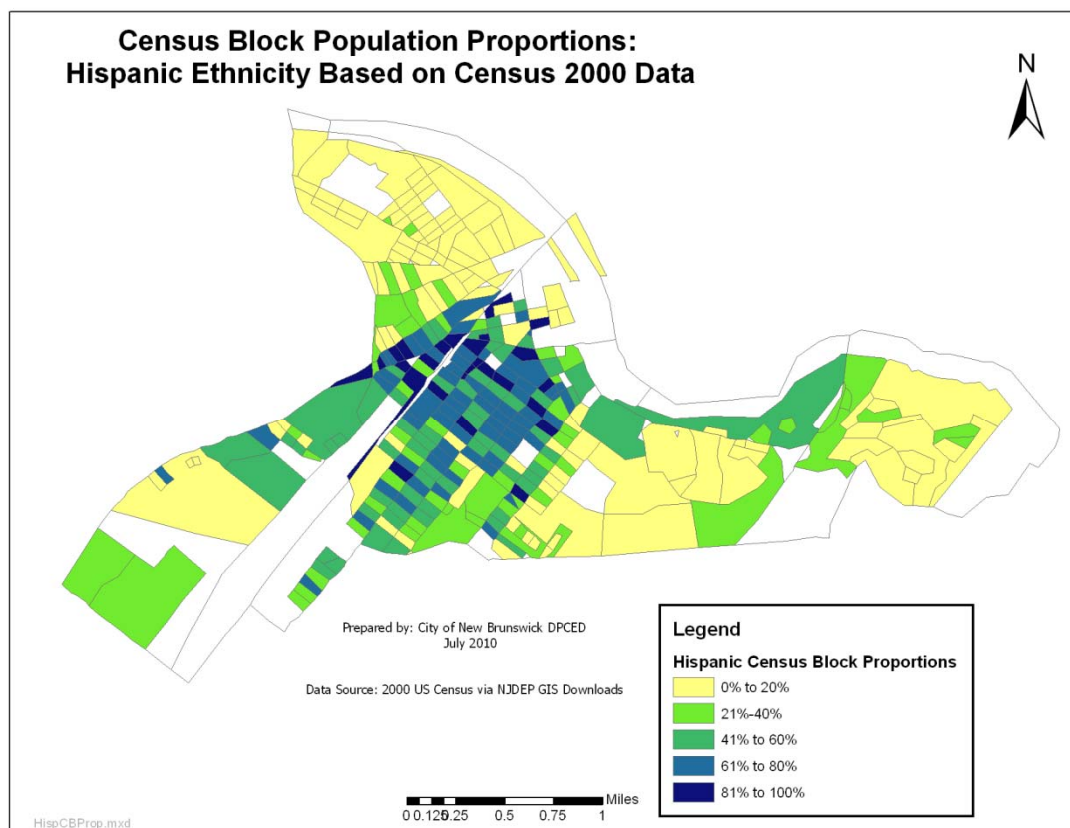 Census Block Population Proportions:
Hispanic Ethnicity Based on Census 2000 Data
N
Prepared by: City of New Brunswick DPCED
July 2010
Data Source: 2000 US Census via NJDEP GIS Downloads
Legend
Hispanic Census Block Proportions
0% to 20%
21%-40%
41% to 60%
61% to 80%
81% to 100%
Miles
0 0.125 0.25 0.5 0.75 1
HispCBProp.mxd